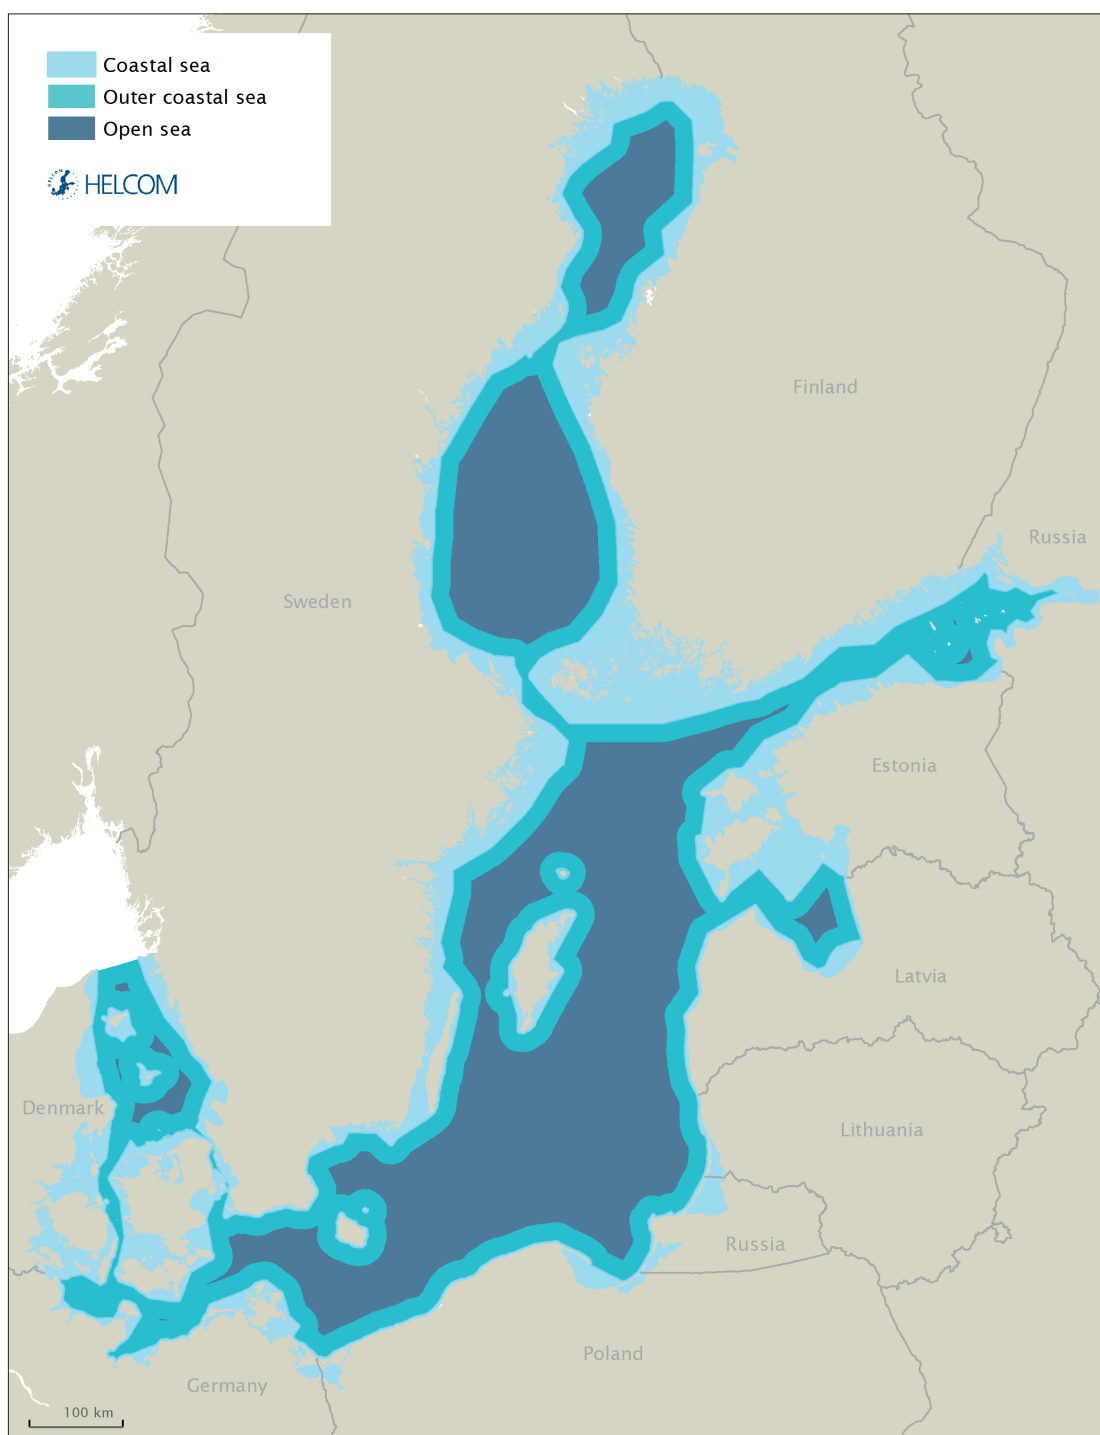 Coastal sea
Outer coastal sea
Open sea
HELCOM
HELCOM
Finland
Russia
Sweden
Estonia
Latvia
Denmark
Lithuania
Russia
Poland
Germany
100 km